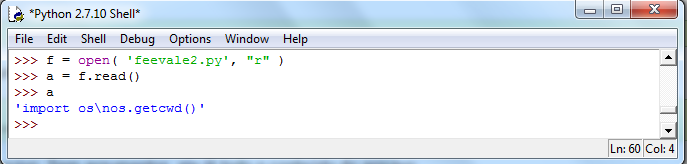 *Python 2.7.10 Shell*
File Edit Shell Debug Options Window Help
>>> f = open( 'feevale2.py', "r" )
>>> a = f.read()
>>> a
'import os\nos.getcwd()'
>>>
Ln: 60 Col: 4